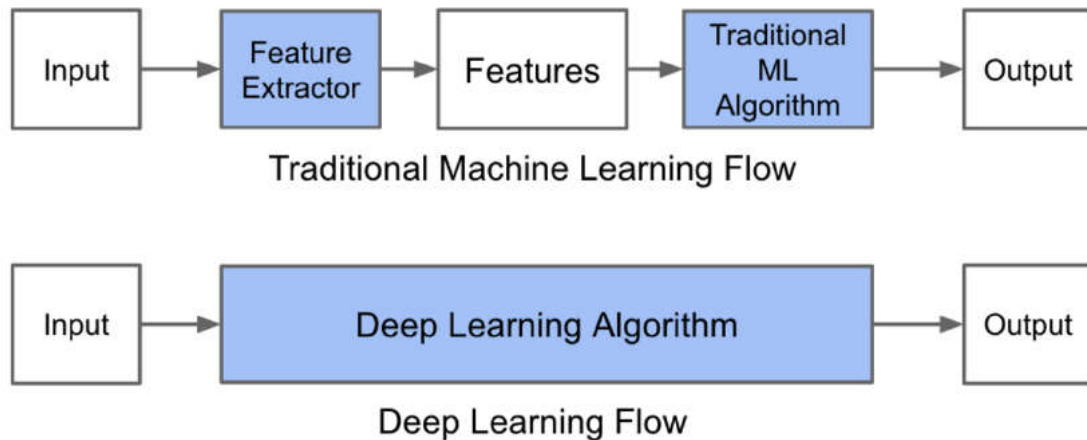 Input
Feature
Extractor
Features
Traditional
ML
Algorithm
Output
Traditional Machine Learning Flow
Input
Deep Learning Algorithm
Output
Deep Learning Flow